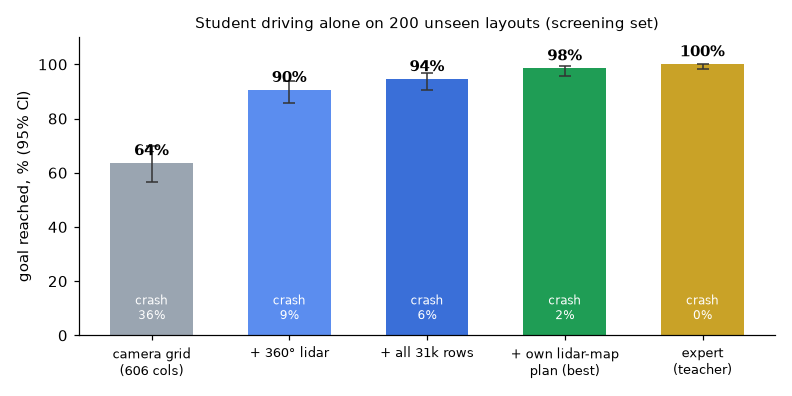 Student driving alone on 200 unseen layouts (screening set)
goal reached, % (95% CI)
100
80
60
40
20
0
64%
90%
94%
98%
100%
crash
36%
crash
9%
crash
6%
crash
2%
crash
0%
camera grid
(606 cols)
+ 360° lidar
+ all 31k rows
+ own lidar-map
plan (best)
expert
(teacher)